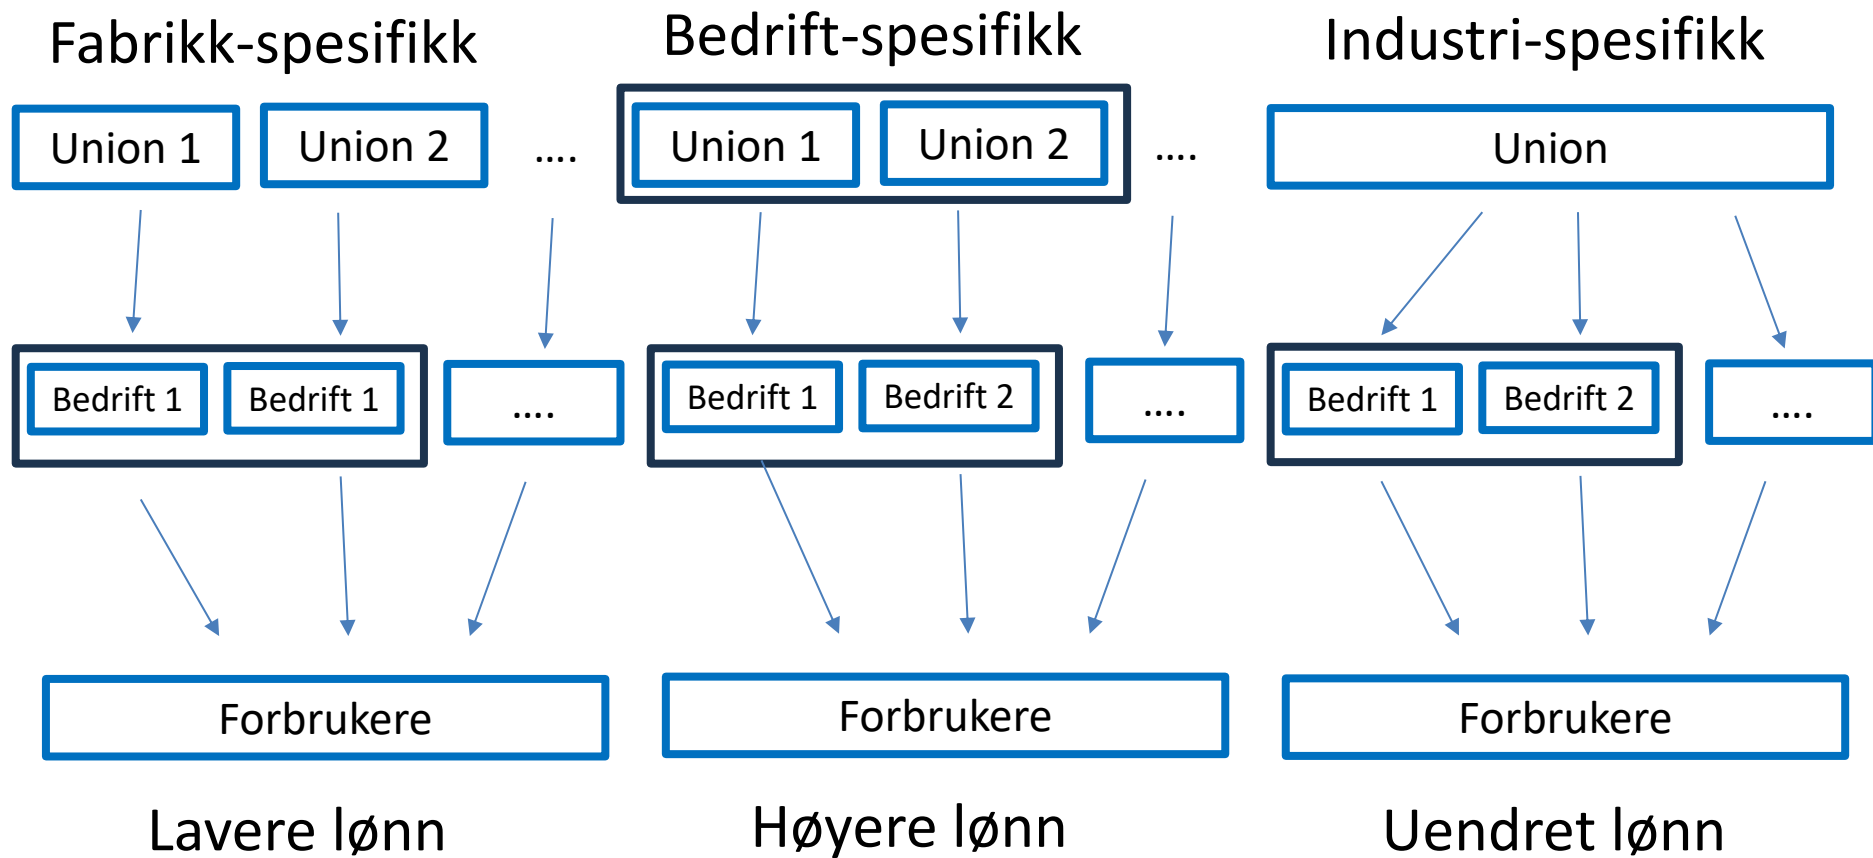 Fabrikk-spesifikk
Union 1
Union 2
....
Bedrift 1
Bedrift 1
....
Forbrukere
Lavere lønn
Bedrift-spesifikk
Union 1
Union 2
....
Bedrift 1
Bedrift 2
....
Forbrukere
Høyere lønn
Industri-spesifikk
Union
Bedrift 1
Bedrift 2
....
Forbrukere
Uendret lønn